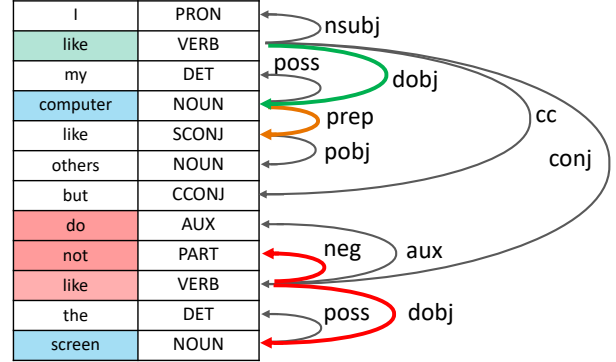 I PRON nsubj
like VERB
my DET poss dobj
computer NOUN prep cc
like SCONJ pobj conj
others NOUN
but CCONJ
do AUX
not PART neg aux
like VERB
the DET poss dobj
screen NOUN